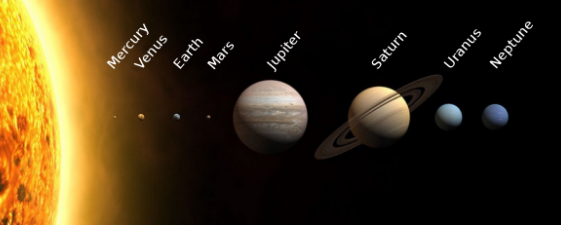 Mercury
Venus
Earth
Mars
Jupiter
Saturn
Uranus
Neptune